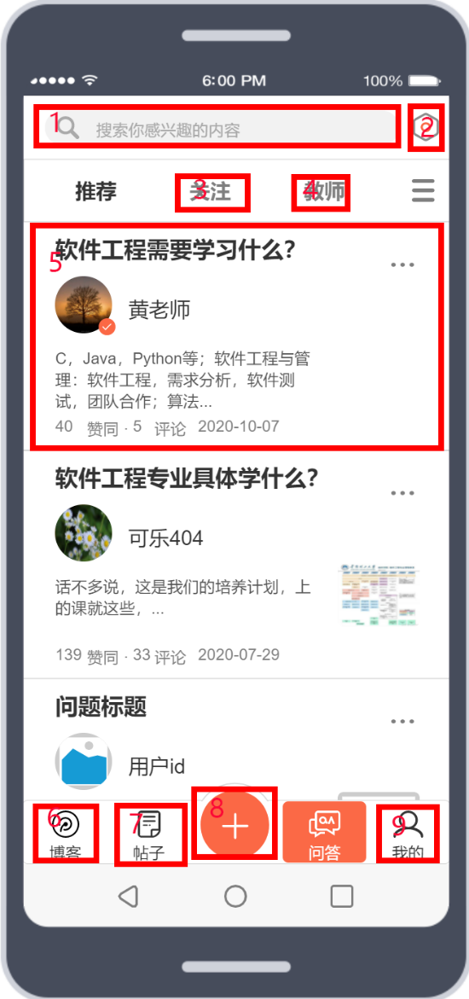 6:00 PM 100%
1 搜索你感兴趣的内容 2
推荐 3 关注 4 教师
软件工程需要学习什么?
5
黄老师
C，Java，Python等；软件工程与管
理：软件工程，需求分析，软件测
试，团队合作；算法...
40 赞同 · 5 评论 2020-10-07
软件工程专业具体学什么?
可乐404
话不多说，这是我们的培养计划，上
的课就这些，...
139 赞同 · 33 评论 2020-07-29
问题标题
用户id
6 7 8 9
博客 帖子 问答 我的